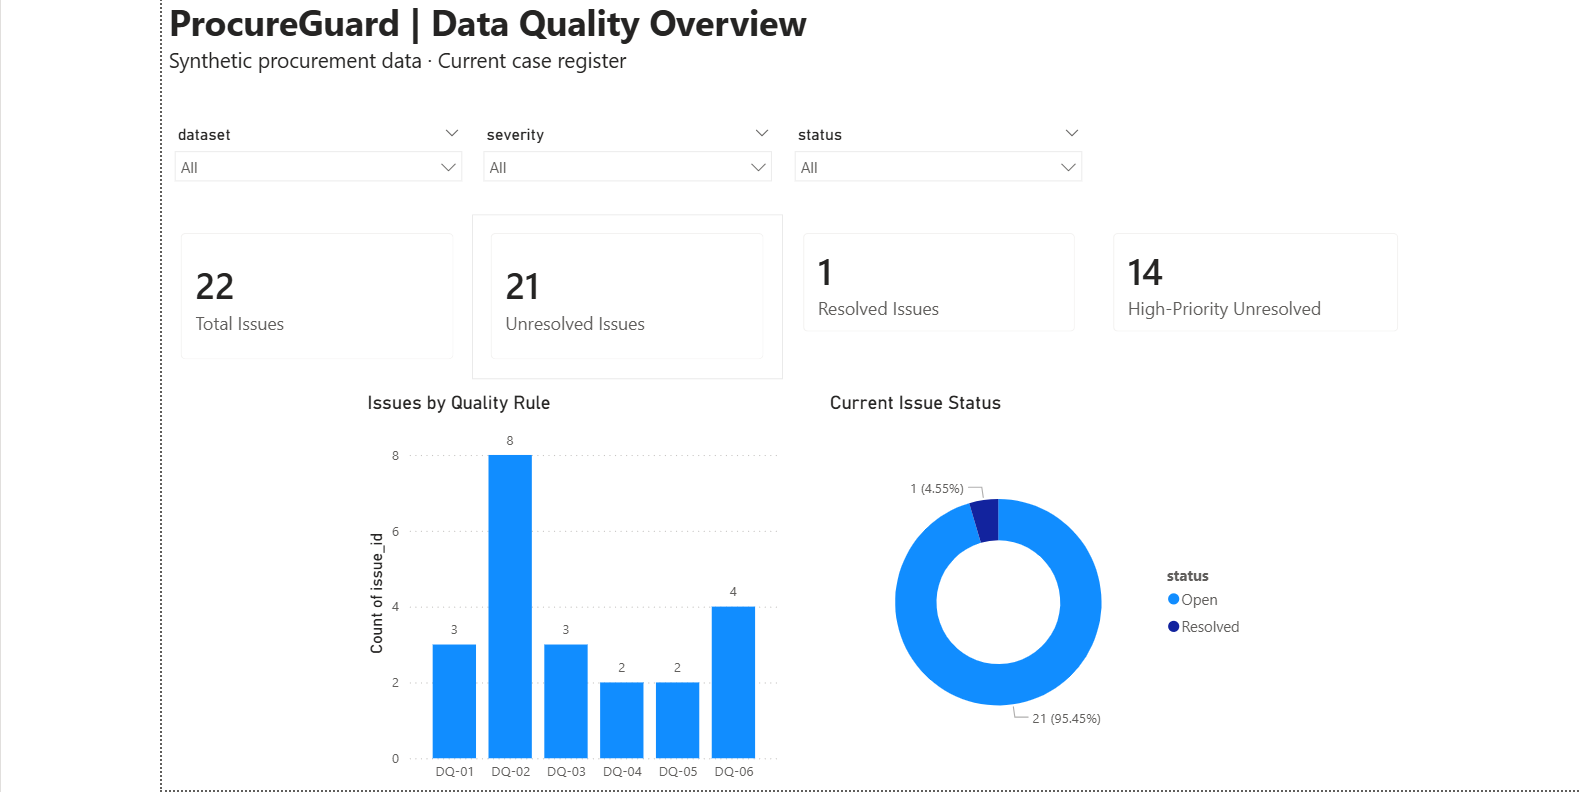 ProcureGuard | Data Quality Overview
Synthetic procurement data · Current case register
dataset
All
severity
All
status
All
22
Total Issues
21
Unresolved Issues
1
Resolved Issues
14
High-Priority Unresolved
Issues by Quality Rule
Count of issue_id
8
6
4
2
0
3
8
3
2
2
4
DQ-01
DQ-02
DQ-03
DQ-04
DQ-05
DQ-06
Current Issue Status
1 (4.55%)
21 (95.45%)
status
Open
Resolved